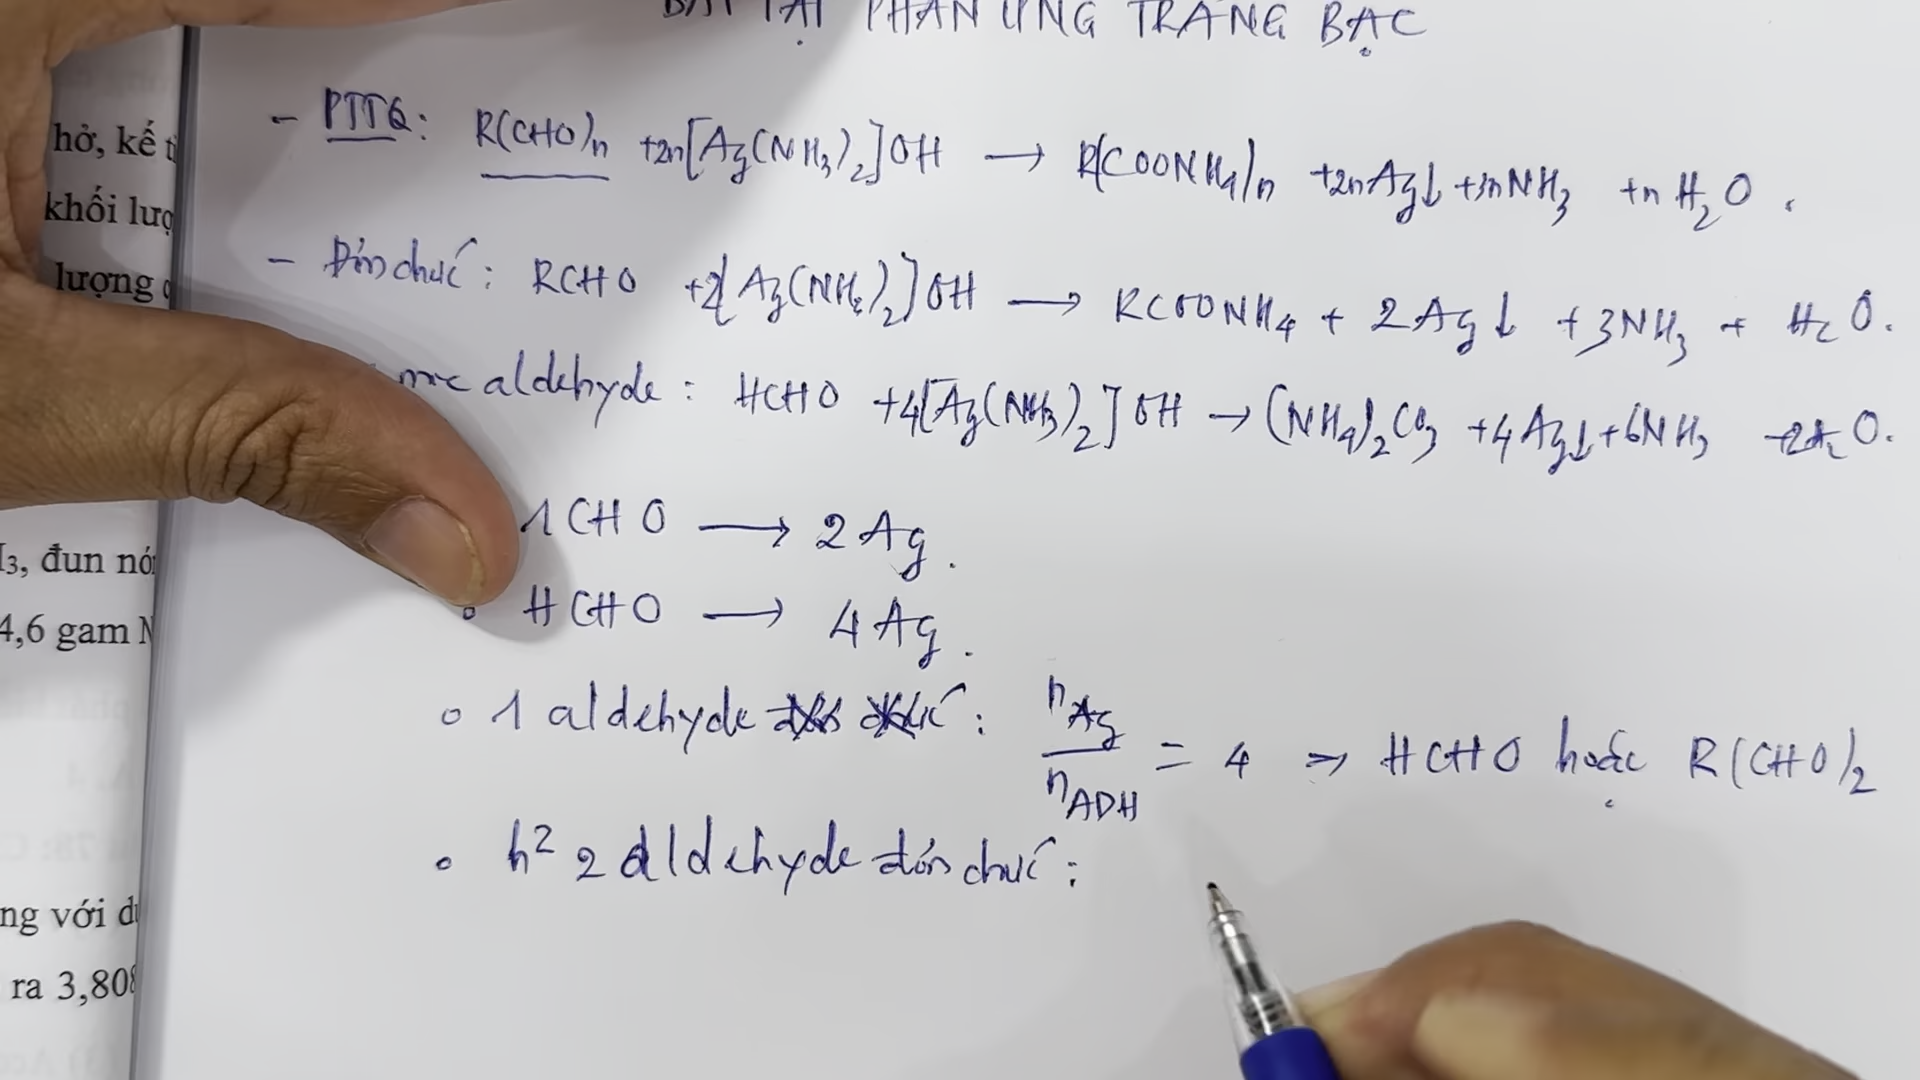 PHẢN ỨNG TRÁNG BẠC
- PTTQ: R(CHO)n +2n[Ag(NH3)2]OH → R(COONH4)n +2nAg↓ +3nNH3 +nH2O.
- Đơn chức: RCHO +2[Ag(NH3)2]OH → RCOONH4 + 2Ag↓ +3NH3 + H2O.
aldehyde: HCHO +4[Ag(NH3)2]OH → (NH4)2CO3 +4Ag↓ +6NH3 +2H2O.
1CHO → 2Ag.
HCHO → 4Ag.
1 aldehyde : nAg/nADH = 4 ⇒ HCHO hoặc R(CHO)2
h2 2 aldehyde đơn chức:
hở, kế t
khối lượ
lượng
I3, đun nó
4,6 gam N
ng với d
ra 3,808